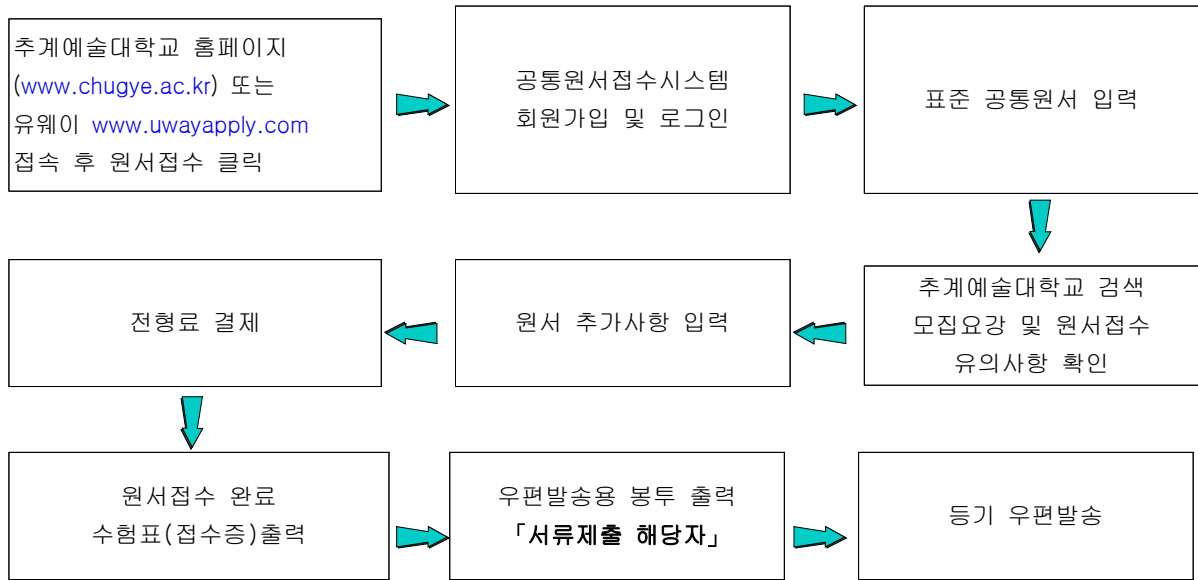 추계예술대학교 홈페이지
(www.chugye.ac.kr) 또는
유웨이 www.uwayapply.com
접속 후 원서접수 클릭
공통원서접수시스템
회원가입 및 로그인
표준 공통원서 입력
추계예술대학교 검색
모집요강 및 원서접수
유의사항 확인
원서 추가사항 입력
전형료 결제
원서접수 완료
수험표(접수증)출력
우편발송용 봉투 출력
「서류제출 해당자」
등기 우편발송